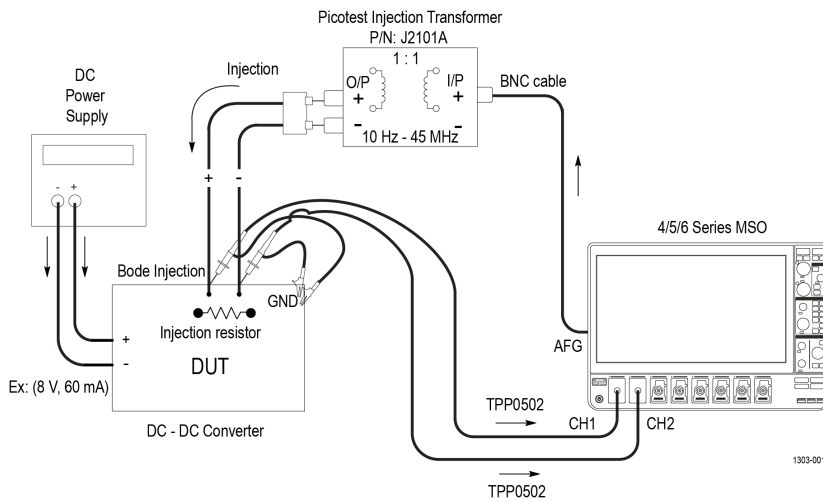 Picotest Injection Transformer
P/N: J2101A
1 : 1
O/P
I/P
+
+
-
-
10 Hz - 45 MHz
BNC cable
Injection
DC
Power
Supply
- +
+ -
4/5/6 Series MSO
Bode Injection
GND
Injection resistor
DUT
+
-
Ex: (8 V, 60 mA)
DC - DC Converter
AFG
TPP0502
CH1
CH2
TPP0502
1303-001